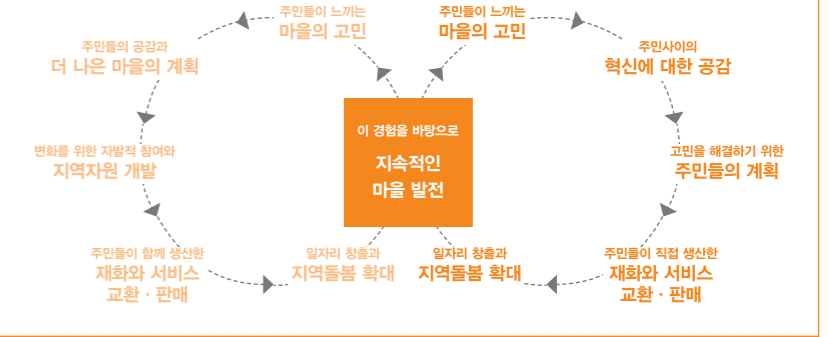 주민들이 느끼는
마을의 고민
주민들이 느끼는
마을의 고민
주민들의 공감과
더 나은 마을의 계획
주민사이의
혁신에 대한 공감
이 경험을 바탕으로
지속적인
마을 발전
변화를 위한 자발적 참여와
지역자원 개발
고민을 해결하기 위한
주민들의 계획
주민들이 함께 생산한
재화와 서비스
교환 · 판매
일자리 창출과
지역돌봄 확대
일자리 창출과
지역돌봄 확대
주민들이 직접 생산한
재화와 서비스
교환 · 판매